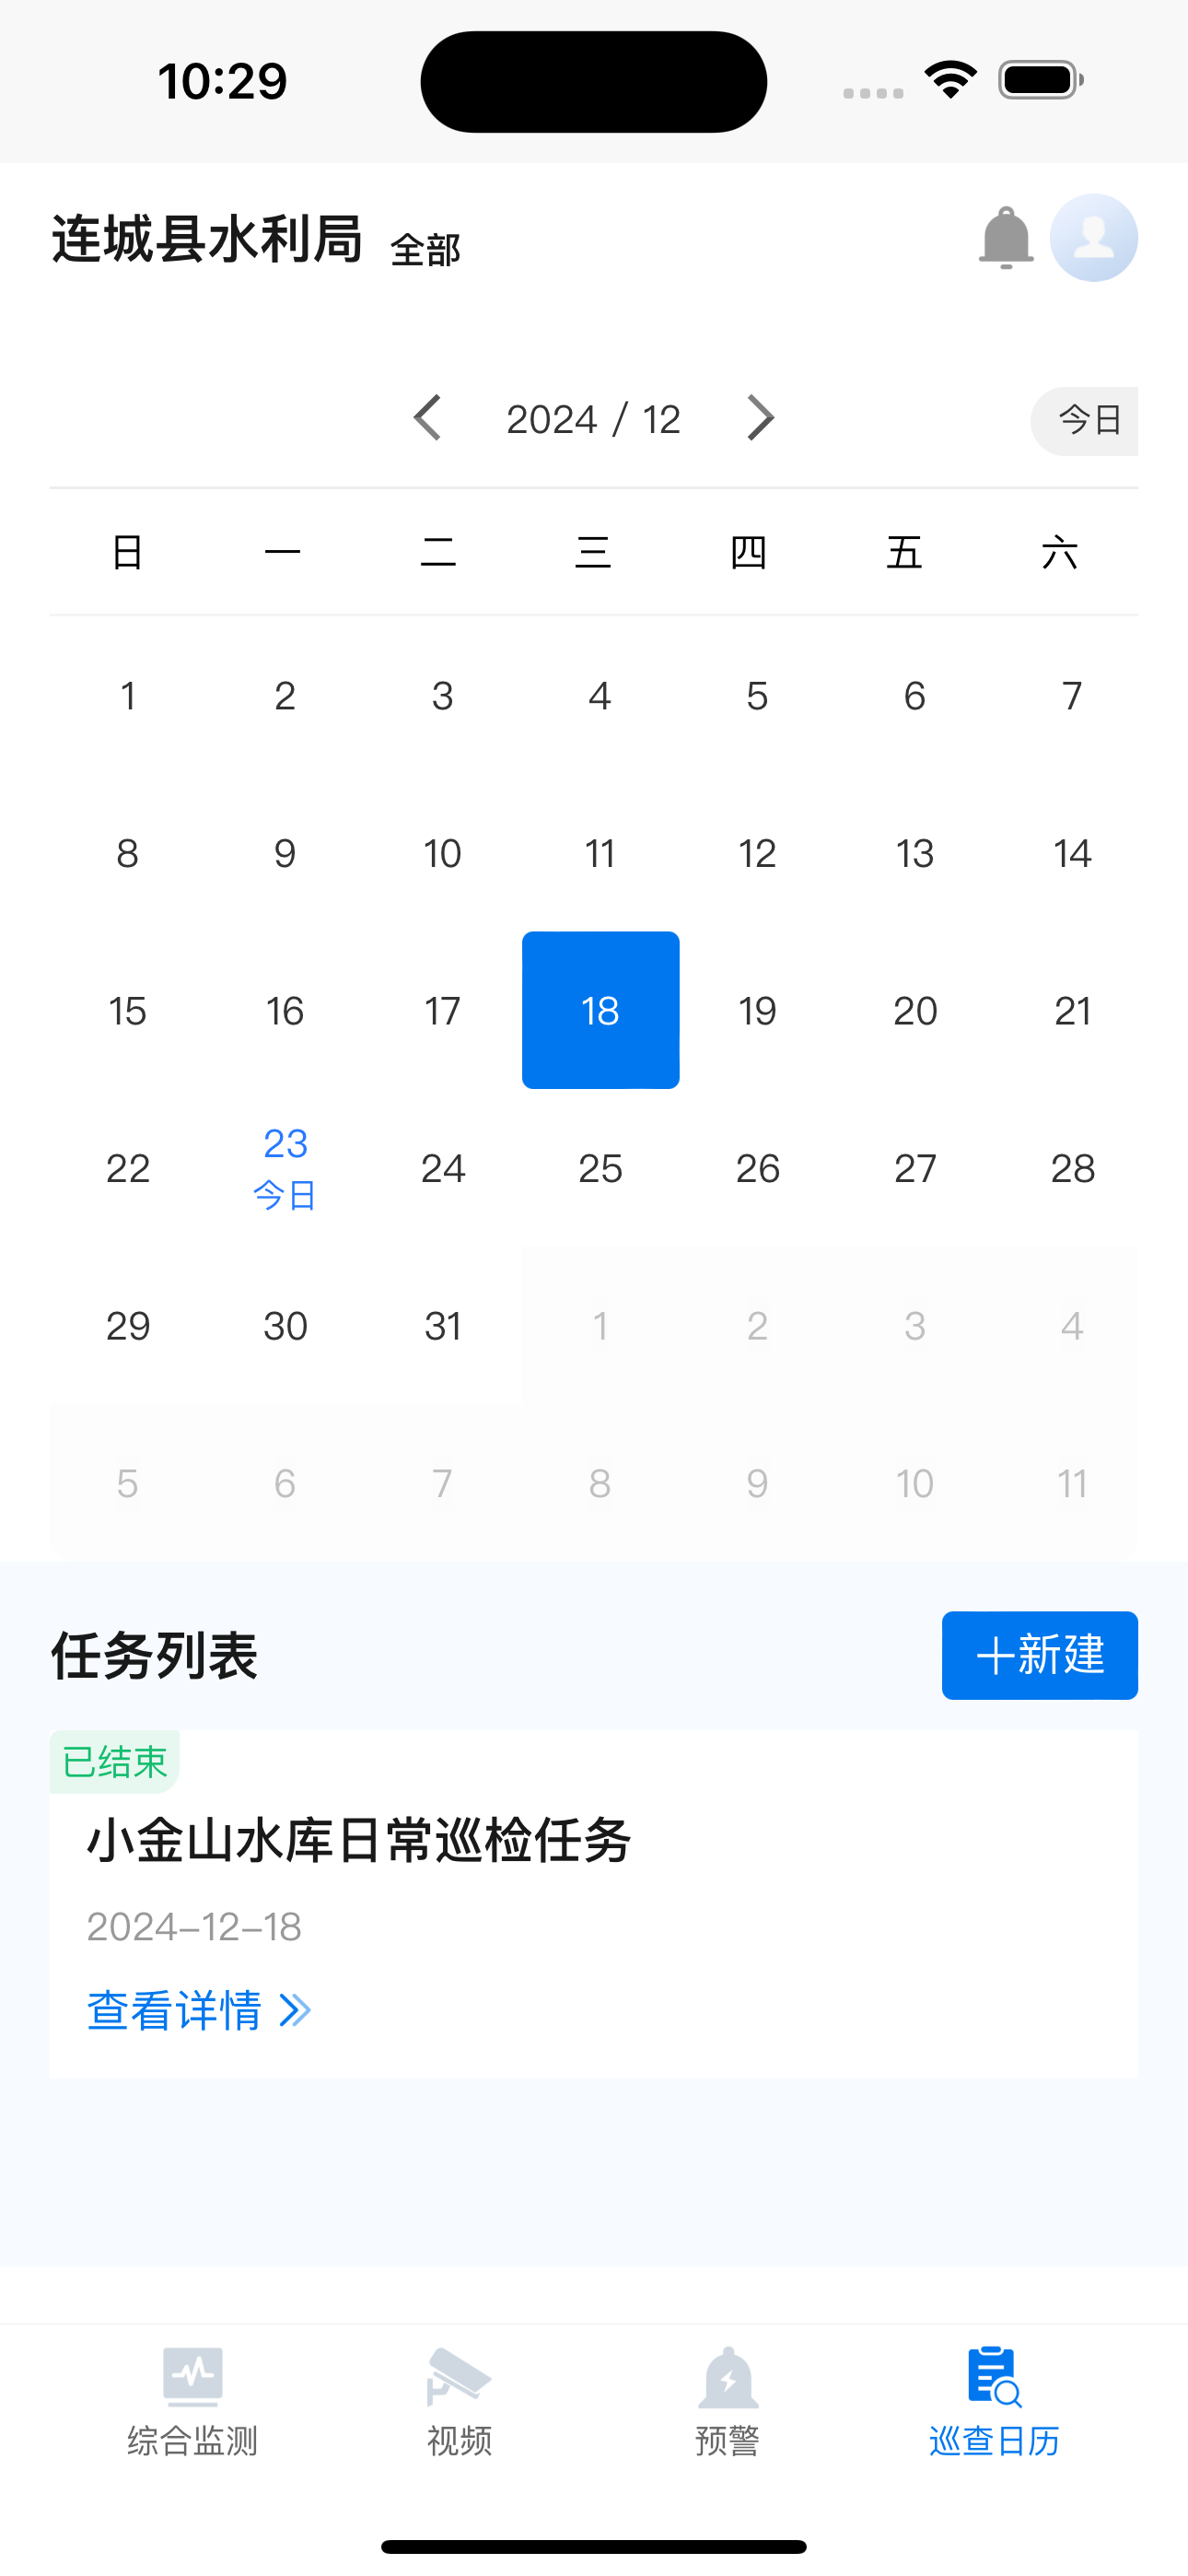 10:29
连城县水利局 全部
2024 / 12 今日
日 一 二 三 四 五 六
1 2 3 4 5 6 7
8 9 10 11 12 13 14
15 16 17 18 19 20 21
22 23 24 25 26 27 28
今日
29 30 31 1 2 3 4
5 6 7 8 9 10 11
任务列表 +新建
已结束
小金山水库日常巡检任务
2024-12-18
查看详情
综合监测 视频 预警 巡查日历